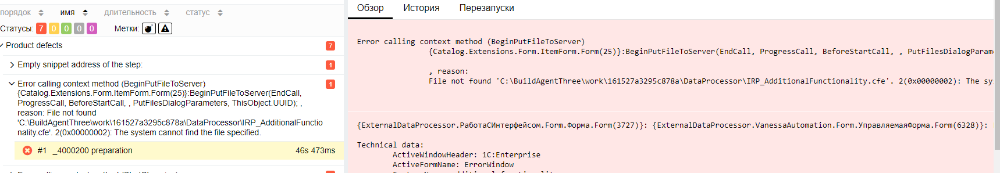 порядок имя длительность статус
Статусы: 7 0 0 0 0 Метки:
Product defects 7
Empty snippet address of the step: 1
Error calling context method (BeginPutFileToServer) 1
{Catalog.Extensions.Form.ItemForm.Form(25)}:BeginPutFileToServer(EndCall,
ProgressCall, BeforeStartCall, , PutFilesDialogParameters, ThisObject.UUID); ,
reason: File not found
'C:\BuildAgentThree\work\161527a3295c878a\DataProcessor\IRP_AdditionalFunctio
nality.cfe'. 2(0x00000002): The system cannot find the file specified.
#1 _4000200 preparation 46s 473ms
Обзор История Перезапуски
Error calling context method (BeginPutFileToServer)
{Catalog.Extensions.Form.ItemForm.Form(25)}:BeginPutFileToServer(EndCall, ProgressCall, BeforeStartCall, , PutFilesDialogParame
, reason:
File not found 'C:\BuildAgentThree\work\161527a3295c878a\DataProcessor\IRP_AdditionalFunctionality.cfe'. 2(0x00000002): The sy
{ExternalDataProcessor.РаботаСИнтерфейсом.Form.Форма.Form(3727)}: {ExternalDataProcessor.VanessaAutomation.Form.УправляемаяФорма.Form(6328)}:
Technical data:
ActiveWindowHeader: 1C:Enterprise
ActiveFormName: ErrorWindow